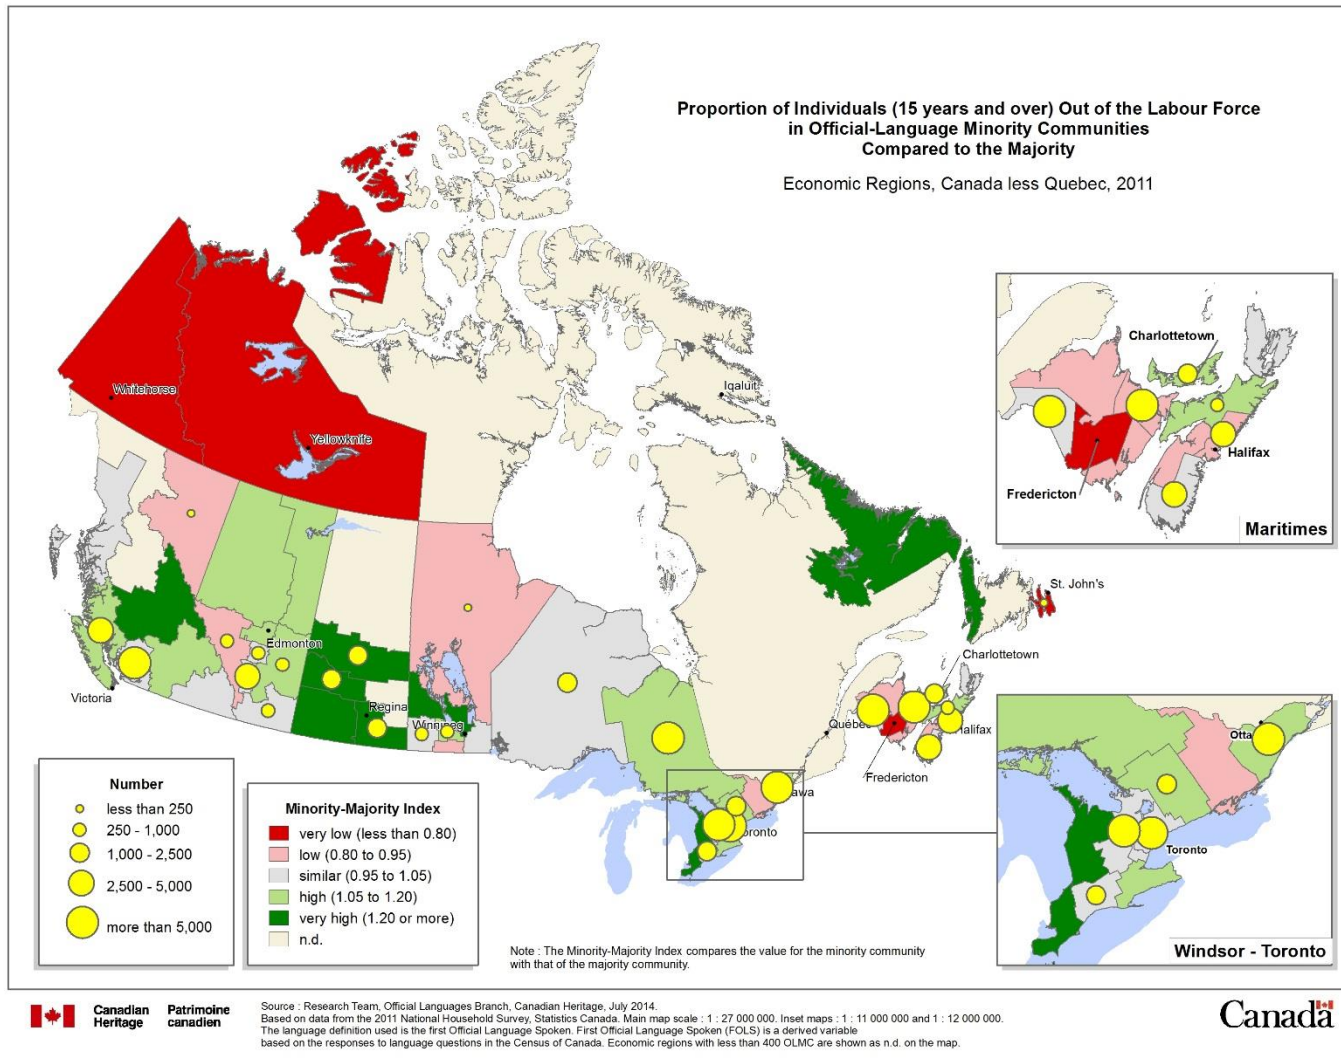 Proportion of Individuals (15 years and over) Out of the Labour Force
in Official-Language Minority Communities
Compared to the Majority
Economic Regions, Canada less Quebec, 2011
Whitehorse
Yellowknife
Iqaluit
Edmonton
Victoria
Regina
Winnipeg
St. John's
Charlottetown
Québec
Halifax
Fredericton
Ottawa
Toronto
Charlottetown
Halifax
Fredericton
Maritimes
Otta
Toronto
Windsor - Toronto
Number
less than 250
250 - 1,000
1,000 - 2,500
2,500 - 5,000
more than 5,000
Minority-Majority Index
very low (less than 0.80)
low (0.80 to 0.95)
similar (0.95 to 1.05)
high (1.05 to 1.20)
very high (1.20 or more)
n.d.
Note : The Minority-Majority Index compares the value for the minority community
with that of the majority community.
Canadian Heritage
Patrimoine canadien
Source : Research Team, Official Languages Branch, Canadian Heritage, July 2014.
Based on data from the 2011 National Household Survey, Statistics Canada. Main map scale : 1 : 27 000 000. Inset maps : 1 : 11 000 000 and 1 : 12 000 000.
The language definition used is the first Official Language Spoken. First Official Language Spoken (FOLS) is a derived variable
based on the responses to language questions in the Census of Canada. Economic regions with less than 400 OLMC are shown as n.d. on the map.
Canada